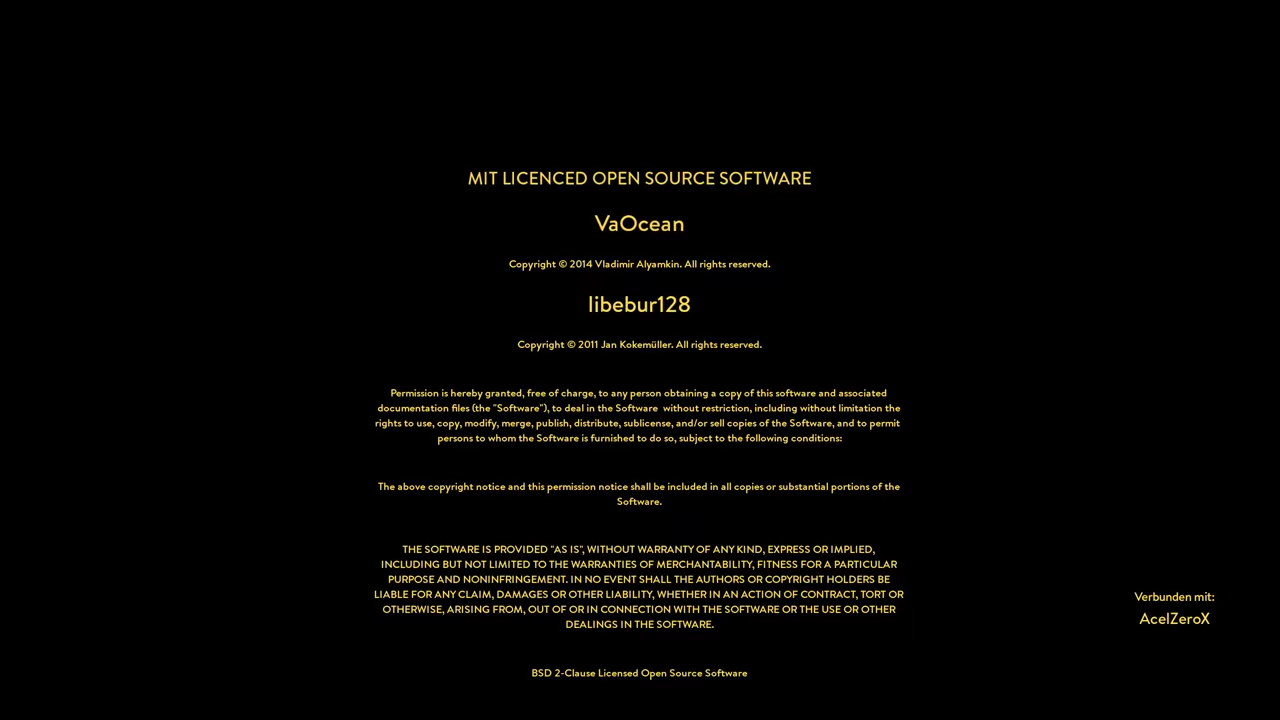 MIT LICENCED OPEN SOURCE SOFTWARE
VaOcean
Copyright © 2014 Vladimir Alyamkin. All rights reserved.
libebur128
Copyright © 2011 Jan Kokemüller. All rights reserved.
Permission is hereby granted, free of charge, to any person obtaining a copy of this software and associated
documentation files (the "Software"), to deal in the Software  without restriction, including without limitation the
rights to use, copy, modify, merge, publish, distribute, sublicense, and/or sell copies of the Software, and to permit
persons to whom the Software is furnished to do so, subject to the following conditions:
The above copyright notice and this permission notice shall be included in all copies or substantial portions of the
Software.
THE SOFTWARE IS PROVIDED "AS IS", WITHOUT WARRANTY OF ANY KIND, EXPRESS OR IMPLIED,
INCLUDING BUT NOT LIMITED TO THE WARRANTIES OF MERCHANTABILITY, FITNESS FOR A PARTICULAR
PURPOSE AND NONINFRINGEMENT. IN NO EVENT SHALL THE AUTHORS OR COPYRIGHT HOLDERS BE
LIABLE FOR ANY CLAIM, DAMAGES OR OTHER LIABILITY, WHETHER IN AN ACTION OF CONTRACT, TORT OR
OTHERWISE, ARISING FROM, OUT OF OR IN CONNECTION WITH THE SOFTWARE OR THE USE OR OTHER
DEALINGS IN THE SOFTWARE.
Verbunden mit:
AcelZeroX
BSD 2-Clause Licensed Open Source Software